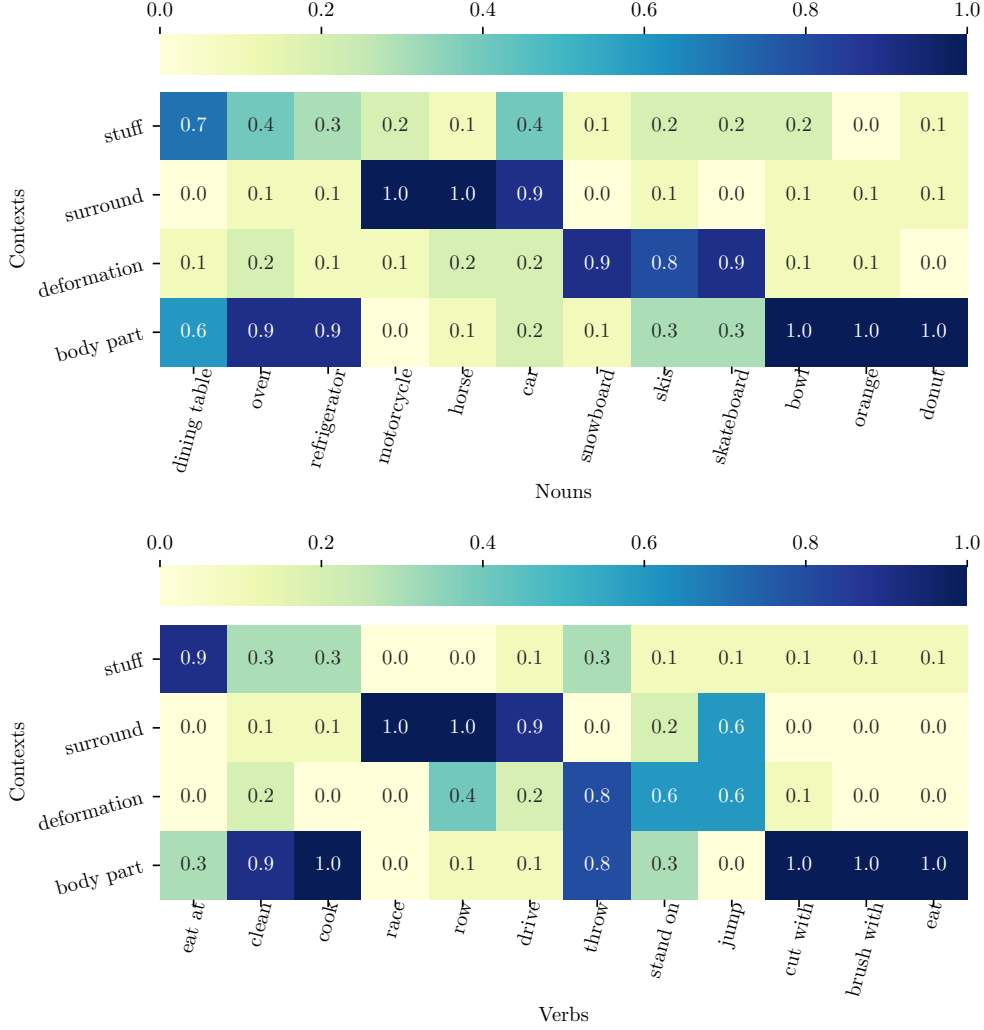 0.0 0.2 0.4 0.6 0.8 1.0
Contexts
stuff 0.7 0.4 0.3 0.2 0.1 0.4 0.1 0.2 0.2 0.2 0.0 0.1
surround 0.0 0.1 0.1 1.0 1.0 0.9 0.0 0.1 0.0 0.1 0.1 0.1
deformation 0.1 0.2 0.1 0.1 0.2 0.2 0.9 0.8 0.9 0.1 0.1 0.0
body part 0.6 0.9 0.9 0.0 0.1 0.2 0.1 0.3 0.3 1.0 1.0 1.0
dining table oven refrigerator motorcycle horse car snowboard skis skateboard bowl orange donut
Nouns
0.0 0.2 0.4 0.6 0.8 1.0
Contexts
stuff 0.9 0.3 0.3 0.0 0.0 0.1 0.3 0.1 0.1 0.1 0.1 0.1
surround 0.0 0.1 0.1 1.0 1.0 0.9 0.0 0.2 0.6 0.0 0.0 0.0
deformation 0.0 0.2 0.0 0.0 0.4 0.2 0.8 0.6 0.6 0.1 0.0 0.0
body part 0.3 0.9 1.0 0.0 0.1 0.1 0.8 0.3 0.0 1.0 1.0 1.0
eat at clean cook race row drive throw stand on jump cut with brush with eat
Verbs